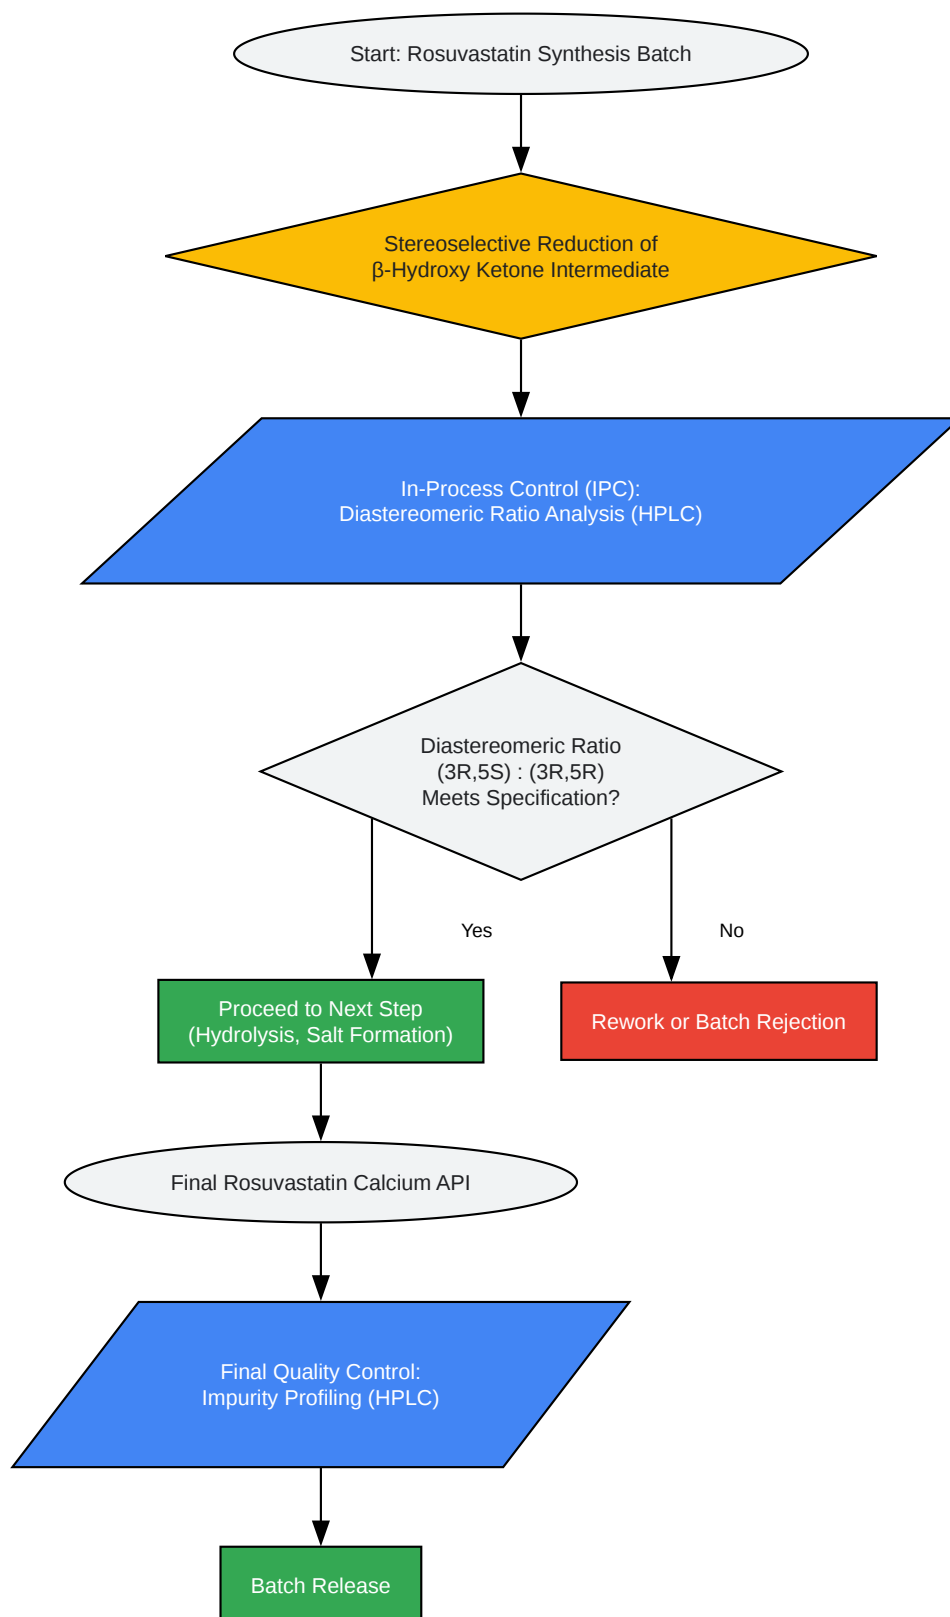 Start: Rosuvastatin Synthesis Batch
Stereoselective Reduction of
β-Hydroxy Ketone Intermediate
In-Process Control (IPC):
Diastereomeric Ratio Analysis (HPLC)
Diastereomeric Ratio
(3R,5S) : (3R,5R)
Meets Specification?
Yes
No
Proceed to Next Step
(Hydrolysis, Salt Formation)
Rework or Batch Rejection
Final Rosuvastatin Calcium API
Final Quality Control:
Impurity Profiling (HPLC)
Batch Release